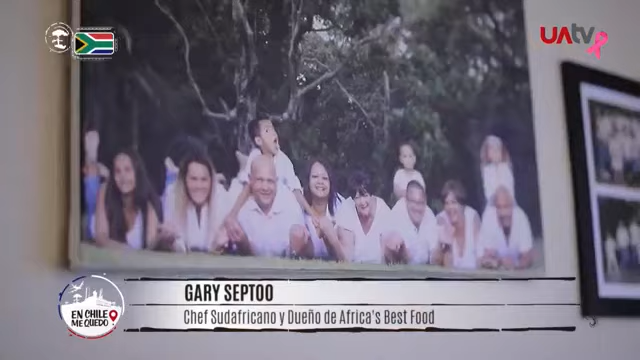 UAtv
GARY SEPTOO
Chef Sudafricano y Dueño de Africa's Best Food
EN CHILE
ME QUEDO